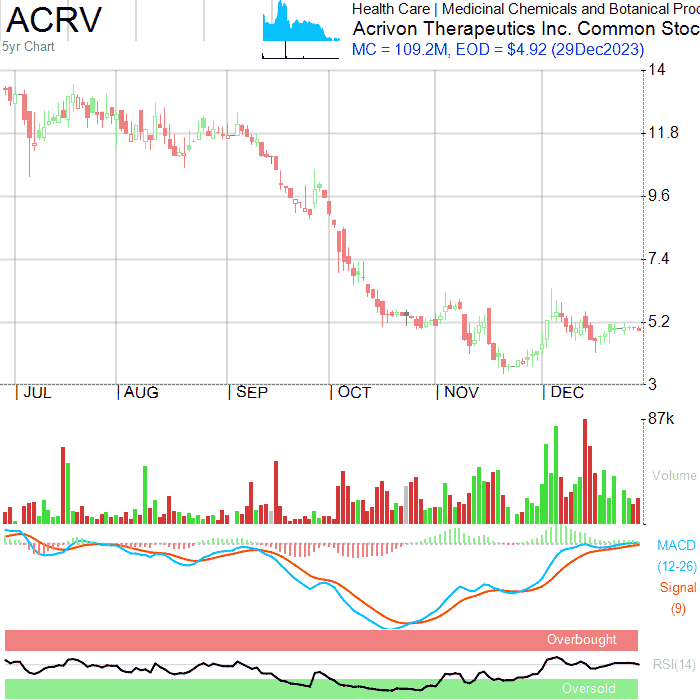 ACRV
5yr Chart
Health Care | Medicinal Chemicals and Botanical Pro
Acrivon Therapeutics Inc. Common Stoc
MC = 109.2M, EOD = $4.92 (29Dec2023)
14
11.8
9.6
7.4
5.2
3
JUL AUG SEP OCT NOV DEC
87k
Volume
MACD
(12-26)
Signal
(9)
Overbought
RSI(14)
Oversold